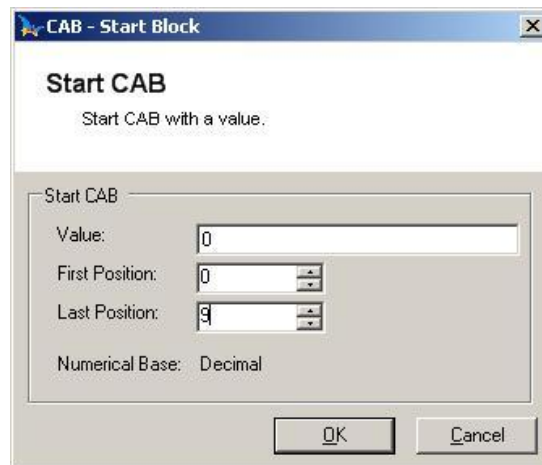 CAB - Start Block
Start CAB
Start CAB with a value.
Start CAB
Value: 0
First Position: 0
Last Position: 9
Numerical Base: Decimal
OK Cancel